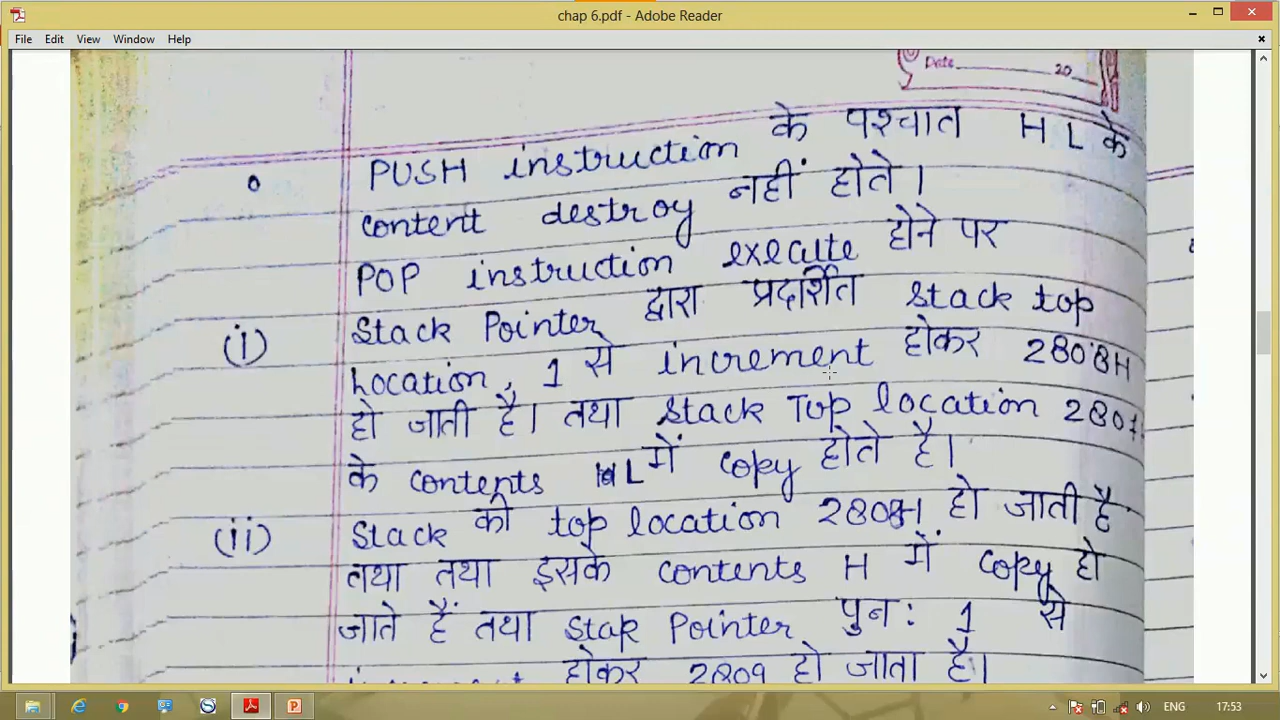 chap 6.pdf - Adobe Reader
File Edit View Window Help
Date 20
PUSH instruction के पश्चात HL के
content destroy नहीं होते।
POP instruction execute होने पर
(i) Stack Pointer द्वारा प्रदर्शित stack top
location, 1 से increment होकर 2808H
हो जाती है। तथा stack Top location 2807
के contents L में copy होते है।
(ii) Stack की top location 2808H हो जाती है
तथा तथा इसके contents H में copy हो
जाते हैं तथा Stack Pointer पुन: 1 से
होकर 2809 हो जाता है।
ENG 17:53